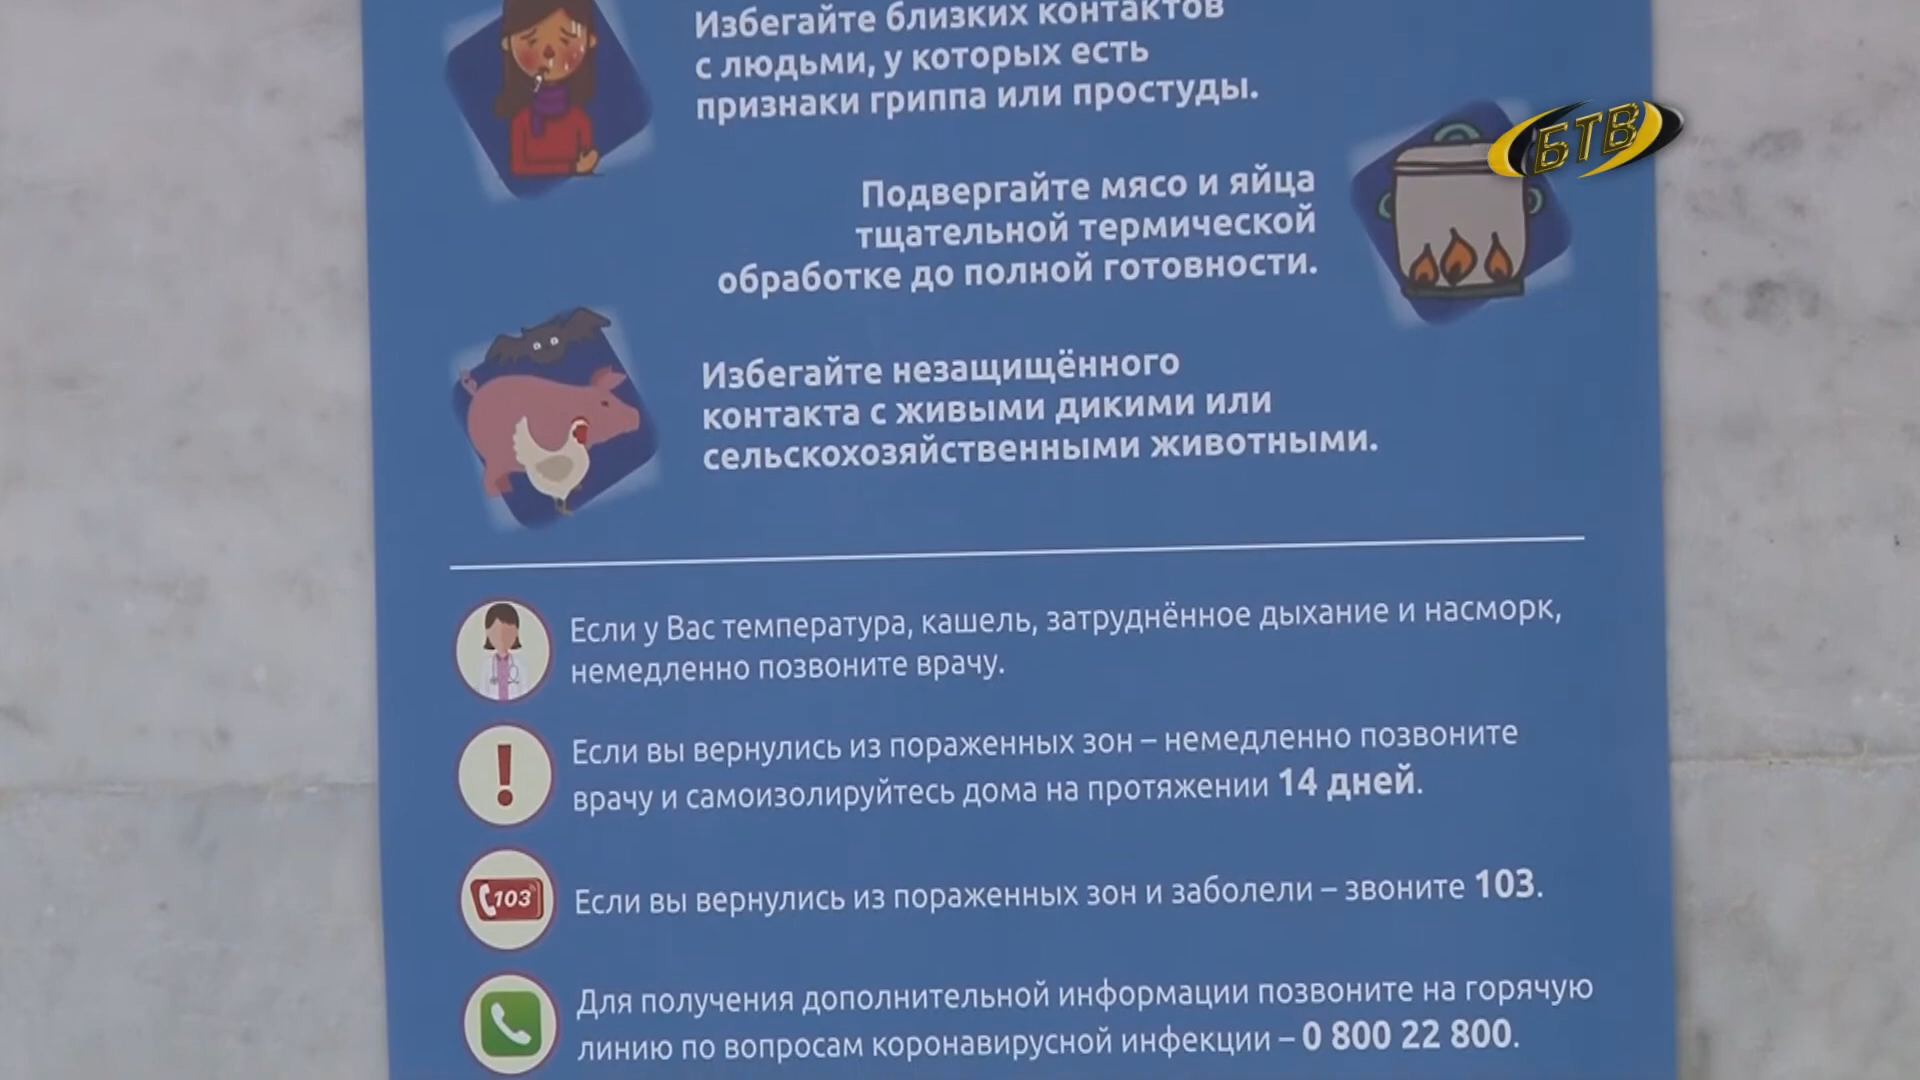 Избегайте близких контактов
с людьми, у которых есть
признаки гриппа или простуды.
БТВ
Подвергайте мясо и яйца
тщательной термической
обработке до полной готовности.
Избегайте незащищённого
контакта с живыми дикими или
сельскохозяйственными животными.
Если у Вас температура, кашель, затруднённое дыхание и насморк,
немедленно позвоните врачу.
Если вы вернулись из пораженных зон – немедленно позвоните
врачу и самоизолируйтесь дома на протяжении 14 дней.
103
Если вы вернулись из пораженных зон и заболели – звоните 103.
Для получения дополнительной информации позвоните на горячую
линию по вопросам коронавирусной инфекции – 0 800 22 800.